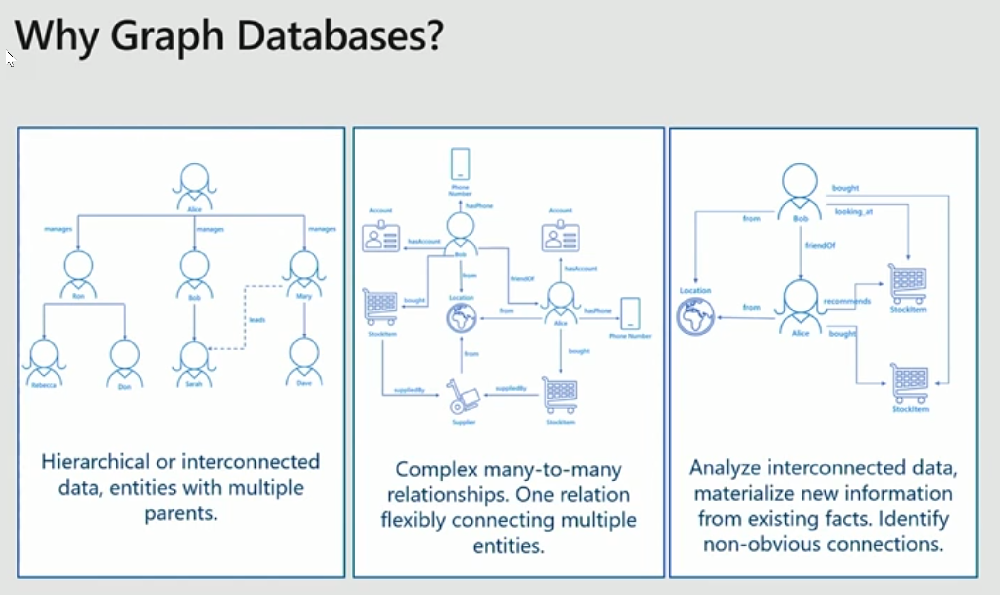 Why Graph Databases?
Alice
manages
manages
manages
Ron
Bob
Mary
leads
Rebecca
Don
Sarah
Dave
Hierarchical or interconnected
data, entities with multiple
parents.
Phone
Number
hasPhone
Account
Account
hasAccount
Bob
from
friendOf
hasAccount
bought
Location
from
hasPhone
Alice
StockItem
Phone Number
from
bought
suppliedBy
suppliedBy
Supplier
StockItem
Complex many-to-many
relationships. One relation
flexibly connecting multiple
entities.
bought
looking_at
from
Bob
friendOf
Location
recommends
from
StockItem
Alice
bought
StockItem
Analyze interconnected data,
materialize new information
from existing facts. Identify
non-obvious connections.